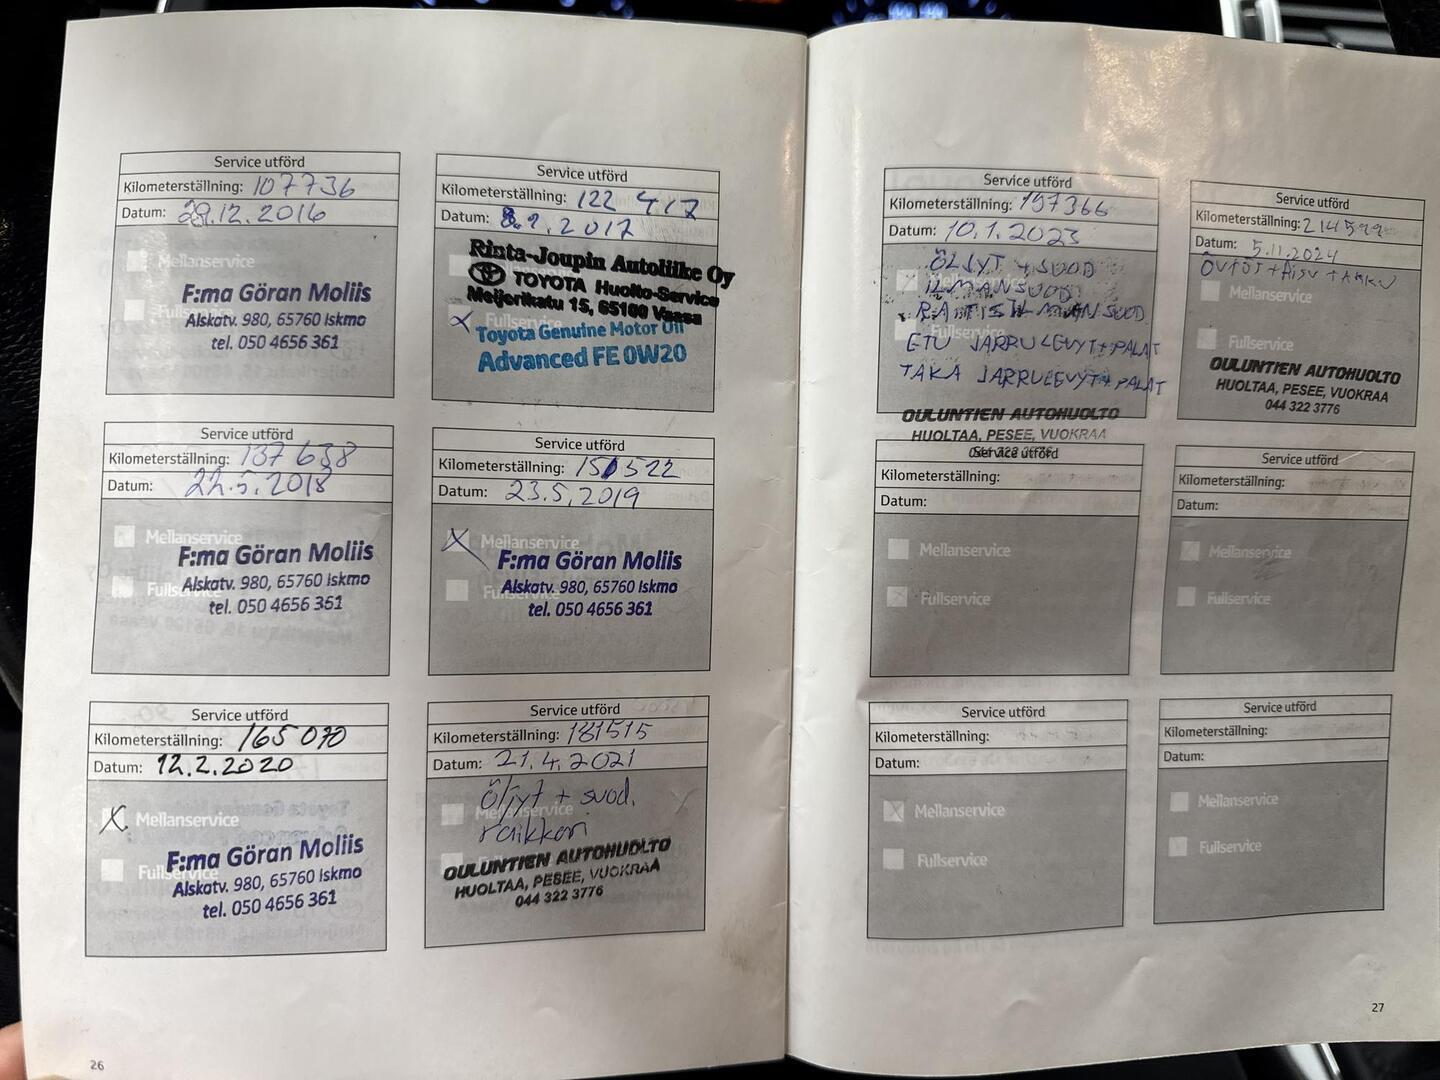 Service utförd
Kilometerställning: 107736
Datum: 29.12.2016
Mellanservice
F:ma Göran Moliis
Alskatv. 980, 65760 Iskmo
tel. 050 4656 361
Service utförd
Kilometerställning: 122 417
Datum: 8.9.2017
Rinta-Joupin Autoliike Oy
TOYOTA Huolto-Service
Meijerikatu 15, 65100 Vaasa
X Fullservice
Toyota Genuine Motor Oil
Advanced FE 0W20
Service utförd
Kilometerställning: 137 638
Datum: 22.5.2018
Mellanservice
F:ma Göran Moliis
Fullservice
Alskatv. 980, 65760 Iskmo
tel. 050 4656 361
Service utförd
Kilometerställning: 151522
Datum: 23.5.2019
X Mellanservice
F:ma Göran Moliis
Fullservice
Alskatv. 980, 65760 Iskmo
tel. 050 4656 361
Service utförd
Kilometerställning: 165 070
Datum: 12.2.2020
X Mellanservice
F:ma Göran Moliis
Fullservice
Alskatv. 980, 65760 Iskmo
tel. 050 4656 361
Service utförd
Kilometerställning: 181515
Datum: 21.4.2021
Öljyt + suod.
Mellanservice
raikkari
OULUNTIEN AUTOHUOLTO
HUOLTAA, PESEE, VUOKRAA
044 322 3776
26
Service utförd
Kilometerställning: 197366
Datum: 10.1.2023
ÖLJYT + SUOD
ILMANSUOD
RAITISILMANSUOD
Fullservice
ETU JARRULEVYT+PALAT
TAKA JARRULEVYT+PALAT
OULUNTIEN AUTOHUOLTO
HUOLTAA, PESEE, VUOKRAA
044 322 3776
Service utförd
Kilometerställning: 214599
Datum: 5.11.2024
Mellanservice
Fullservice
OULUNTIEN AUTOHUOLTO
HUOLTAA, PESEE, VUOKRAA
044 322 3776
Service utförd
Kilometerställning:
Datum:
Mellanservice
Fullservice
Service utförd
Kilometerställning:
Datum:
Mellanservice
Fullservice
Service utförd
Kilometerställning:
Datum:
Mellanservice
Fullservice
Service utförd
Kilometerställning:
Datum:
Mellanservice
Fullservice
27